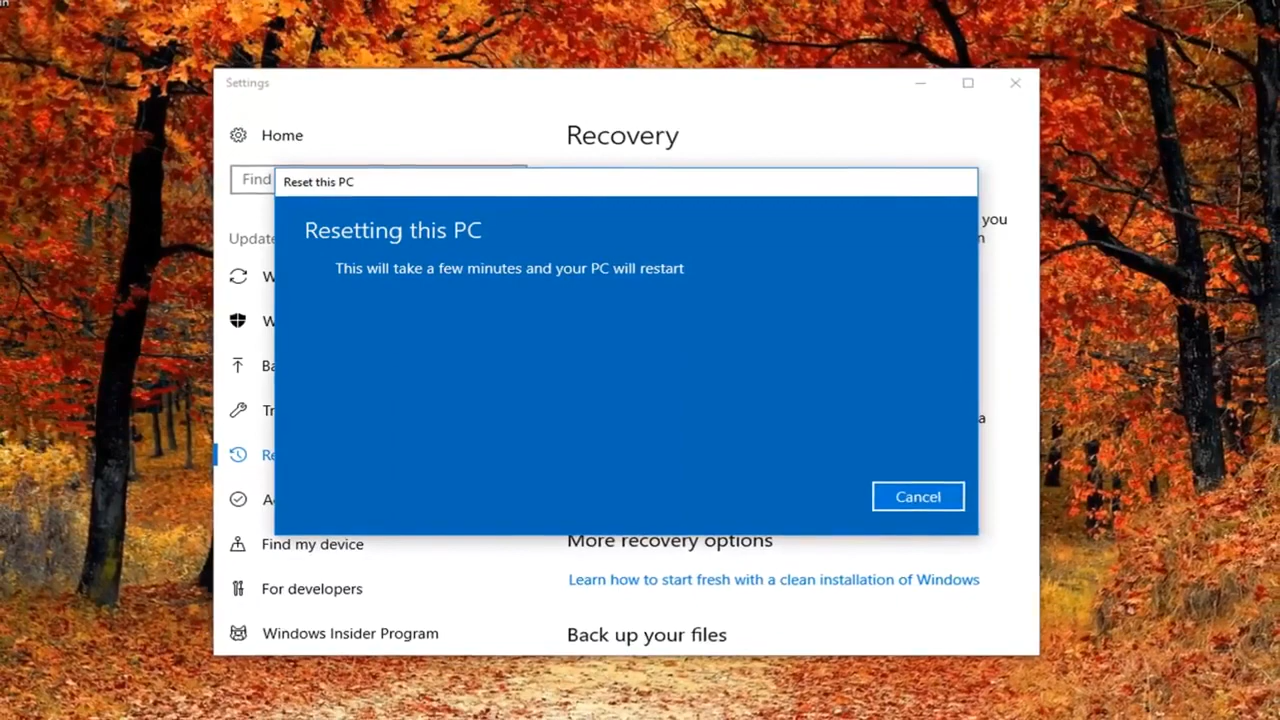 Settings
Home
Recovery
Find
Reset this PC
Resetting this PC
This will take a few minutes and your PC will restart
you
Update
Cancel
More recovery options
Find my device
Learn how to start fresh with a clean installation of Windows
For developers
Windows Insider Program
Back up your files